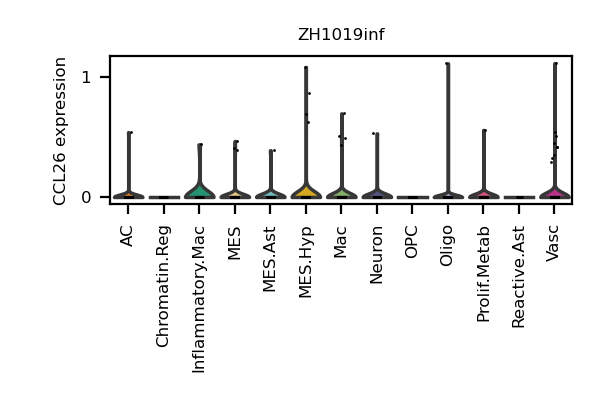 ZH1019inf
CCL26 expression
1
0
AC
Chromatin.Reg
Inflammatory.Mac
MES
MES.Ast
MES.Hyp
Mac
Neuron
OPC
Oligo
Prolif.Metab
Reactive.Ast
Vasc